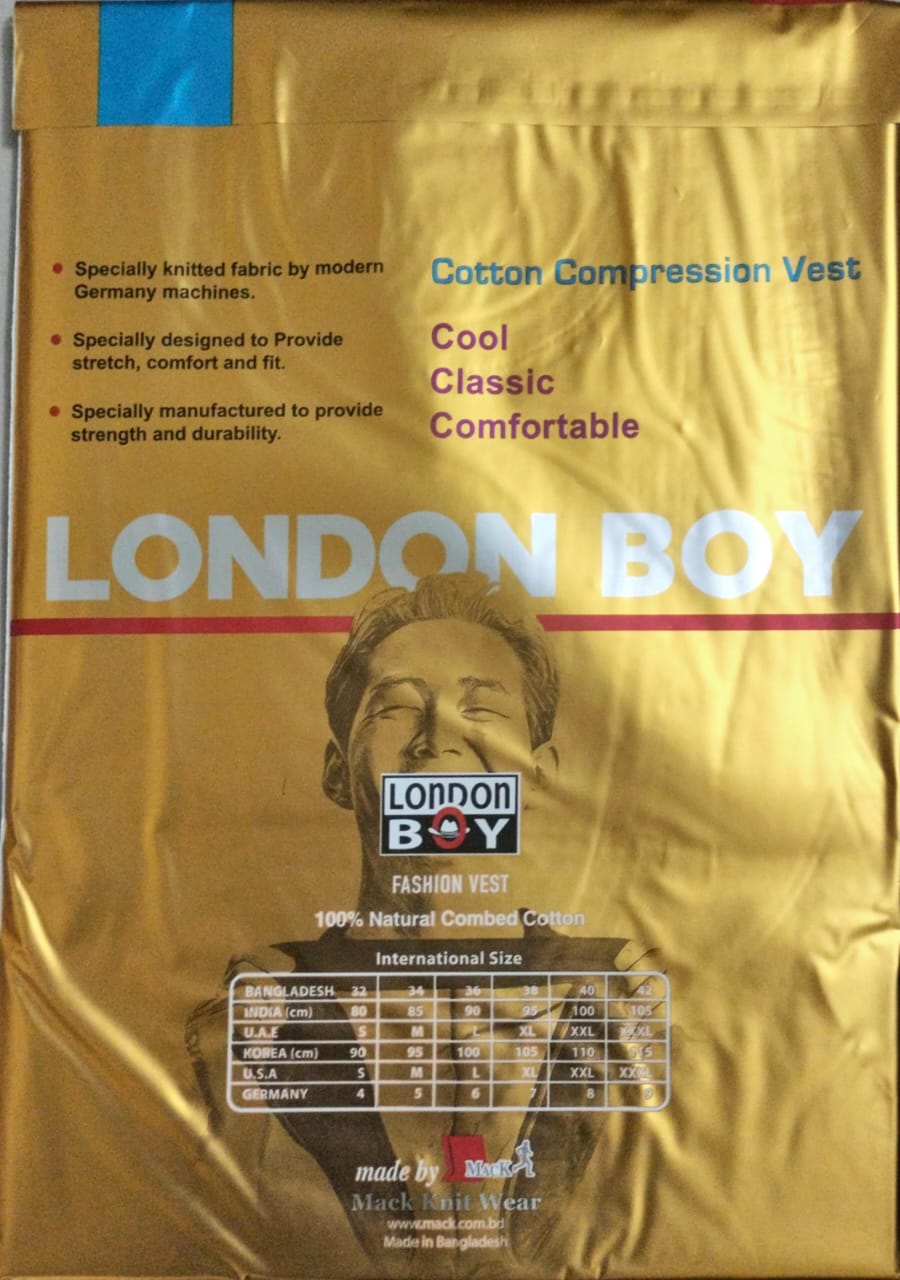 Specially knitted fabric by modern
Germany machines.
Specially designed to Provide
stretch, comfort and fit.
Specially manufactured to provide
strength and durability.
Cotton Compression Vest
Cool
Classic
Comfortable
LONDON BOY
LONDON
BOY
FASHION VEST
100% Natural Combed Cotton
International Size
BANGLADESH 32 34 36 38 40 42
INDIA (cm) 80 85 90 95 100 105
U.A.E S M L XL XXL XXXL
KOREA (cm) 90 95 100 105 110 115
U.S.A S M L XL XXL XXXL
GERMANY 4 5 6 7 8 9
made by MACK
Mack Knit Wear
www.mack.com.bd
Made in Bangladesh